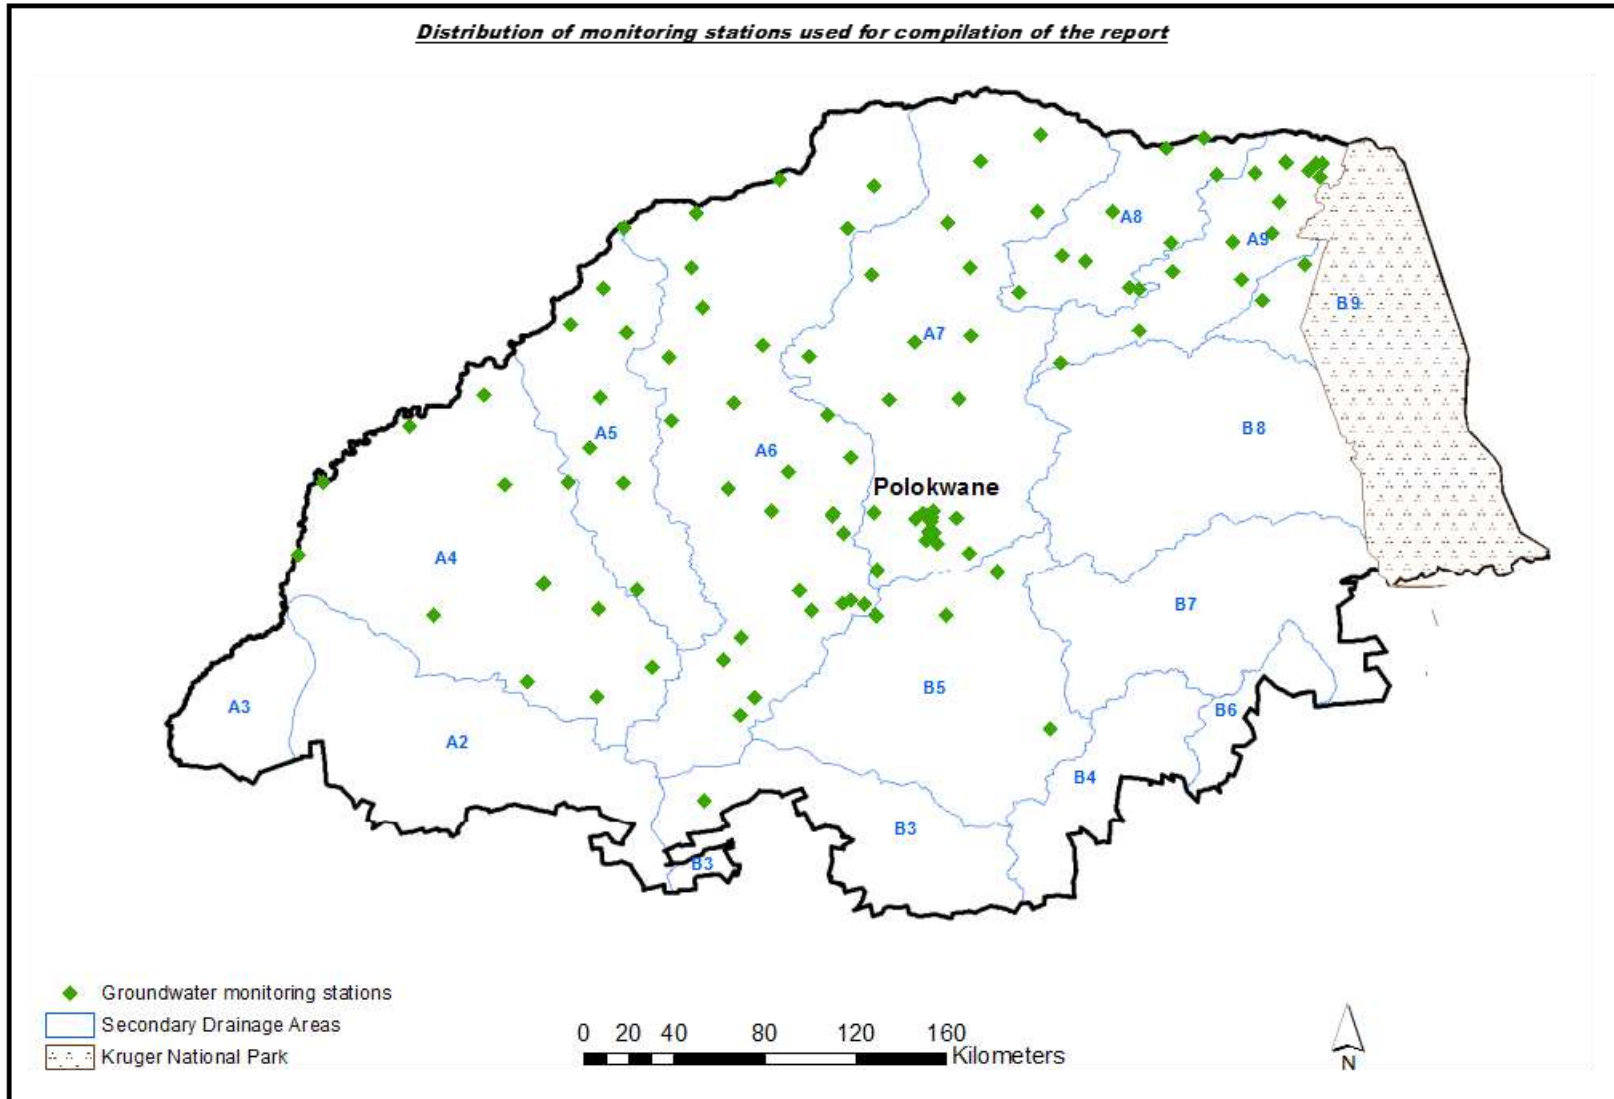 Distribution of monitoring stations used for compilation of the report
A8
A9
B9
A7
A5
B8
A6
Polokwane
A4
B7
B5
A3
B6
A2
B4
B3
B3
Groundwater monitoring stations
Secondary Drainage Areas
Kruger National Park
0 20 40 80 120 160
Kilometers
N